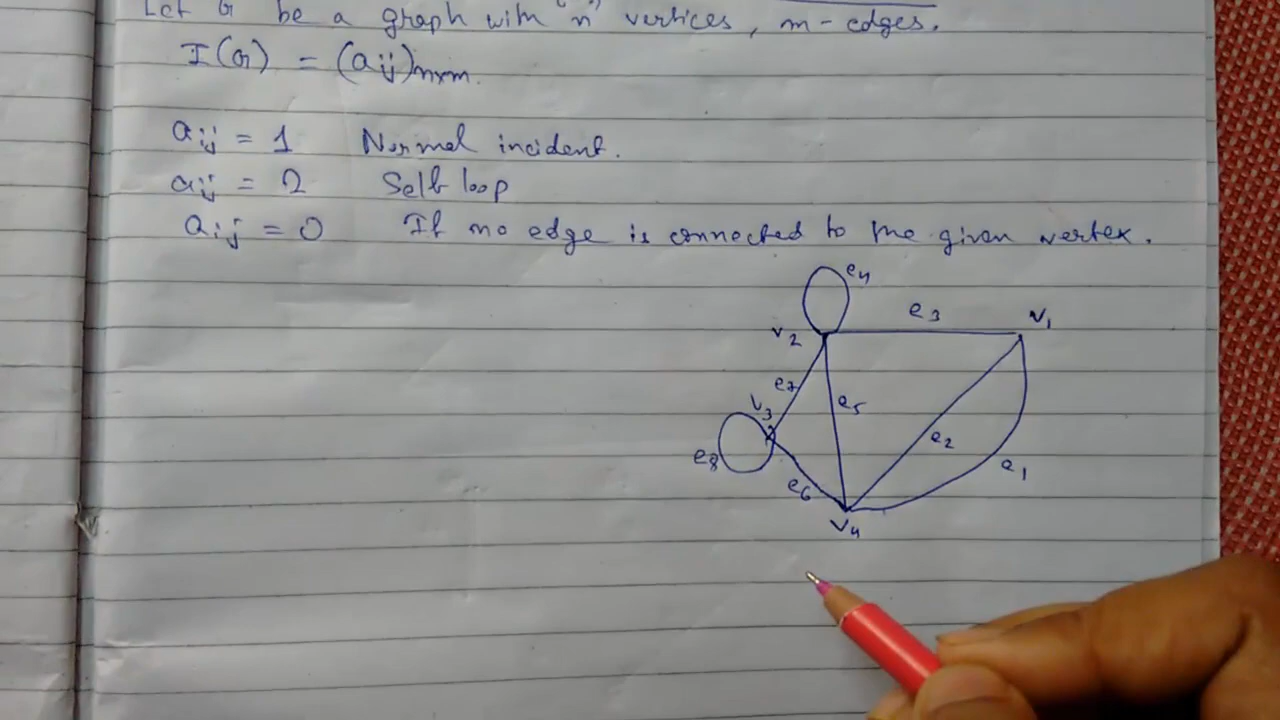 Let G be a graph with "n" vertices, m-edges.
I(G) = (aij)nxm.
aij = 1 Normal incident.
aij = 2 Self loop
aij = 0 If no edge is connected to the given vertex.
e4
e3
v1
v2
e7
e5
v3
e2
e8
e1
e6
v4